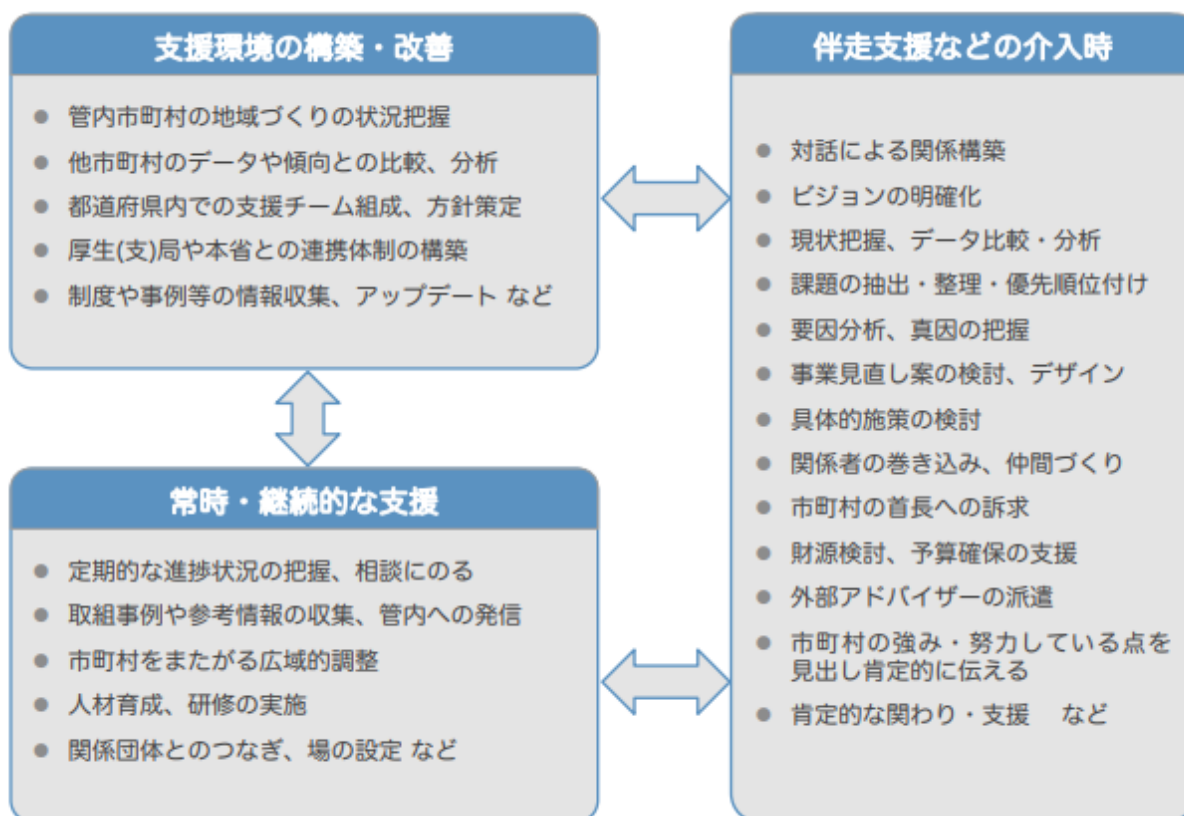 支援環境の構築・改善
● 管内市町村の地域づくりの状況把握
● 他市町村のデータや傾向との比較、分析
● 都道府県内での支援チーム組成、方針策定
● 厚生(支)局や本省との連携体制の構築
● 制度や事例等の情報収集、アップデート など
常時・継続的な支援
● 定期的な進捗状況の把握、相談にのる
● 取組事例や参考情報の収集、管内への発信
● 市町村をまたがる広域的調整
● 人材育成、研修の実施
● 関係団体とのつなぎ、場の設定 など
伴走支援などの介入時
● 対話による関係構築
● ビジョンの明確化
● 現状把握、データ比較・分析
● 課題の抽出・整理・優先順位付け
● 要因分析、真因の把握
● 事業見直し案の検討、デザイン
● 具体的施策の検討
● 関係者の巻き込み、仲間づくり
● 市町村の首長への訴求
● 財源検討、予算確保の支援
● 外部アドバイザーの派遣
● 市町村の強み・努力している点を
見出し肯定的に伝える
● 肯定的な関わり・支援 など